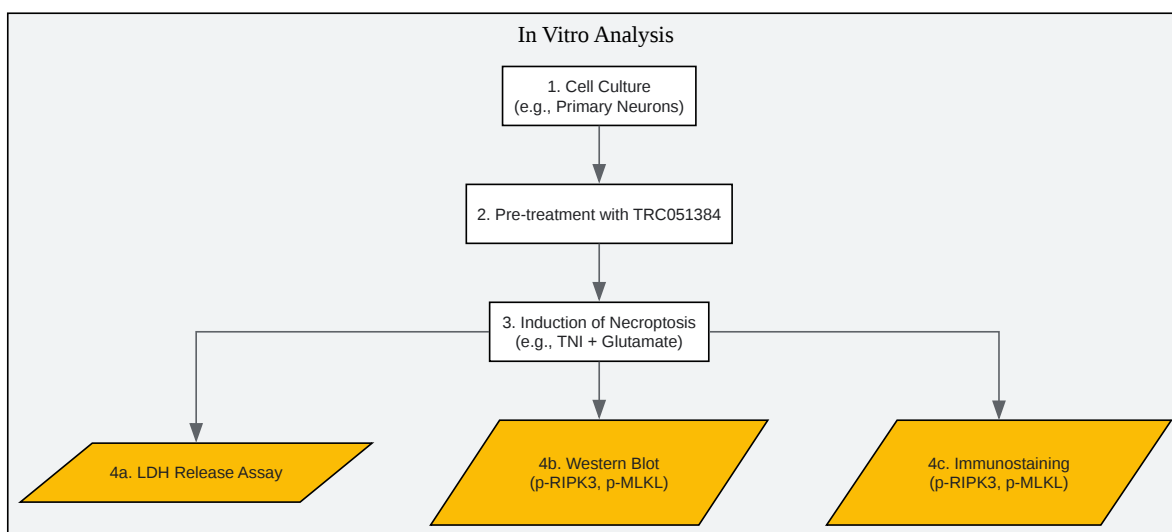 In Vitro Analysis
1. Cell Culture
(e.g., Primary Neurons)
2. Pre-treatment with TRC051384
3. Induction of Necroptosis
(e.g., TNI + Glutamate)
4a. LDH Release Assay
4b. Western Blot
(p-RIPK3, p-MLKL)
4c. Immunostaining
(p-RIPK3, p-MLKL)